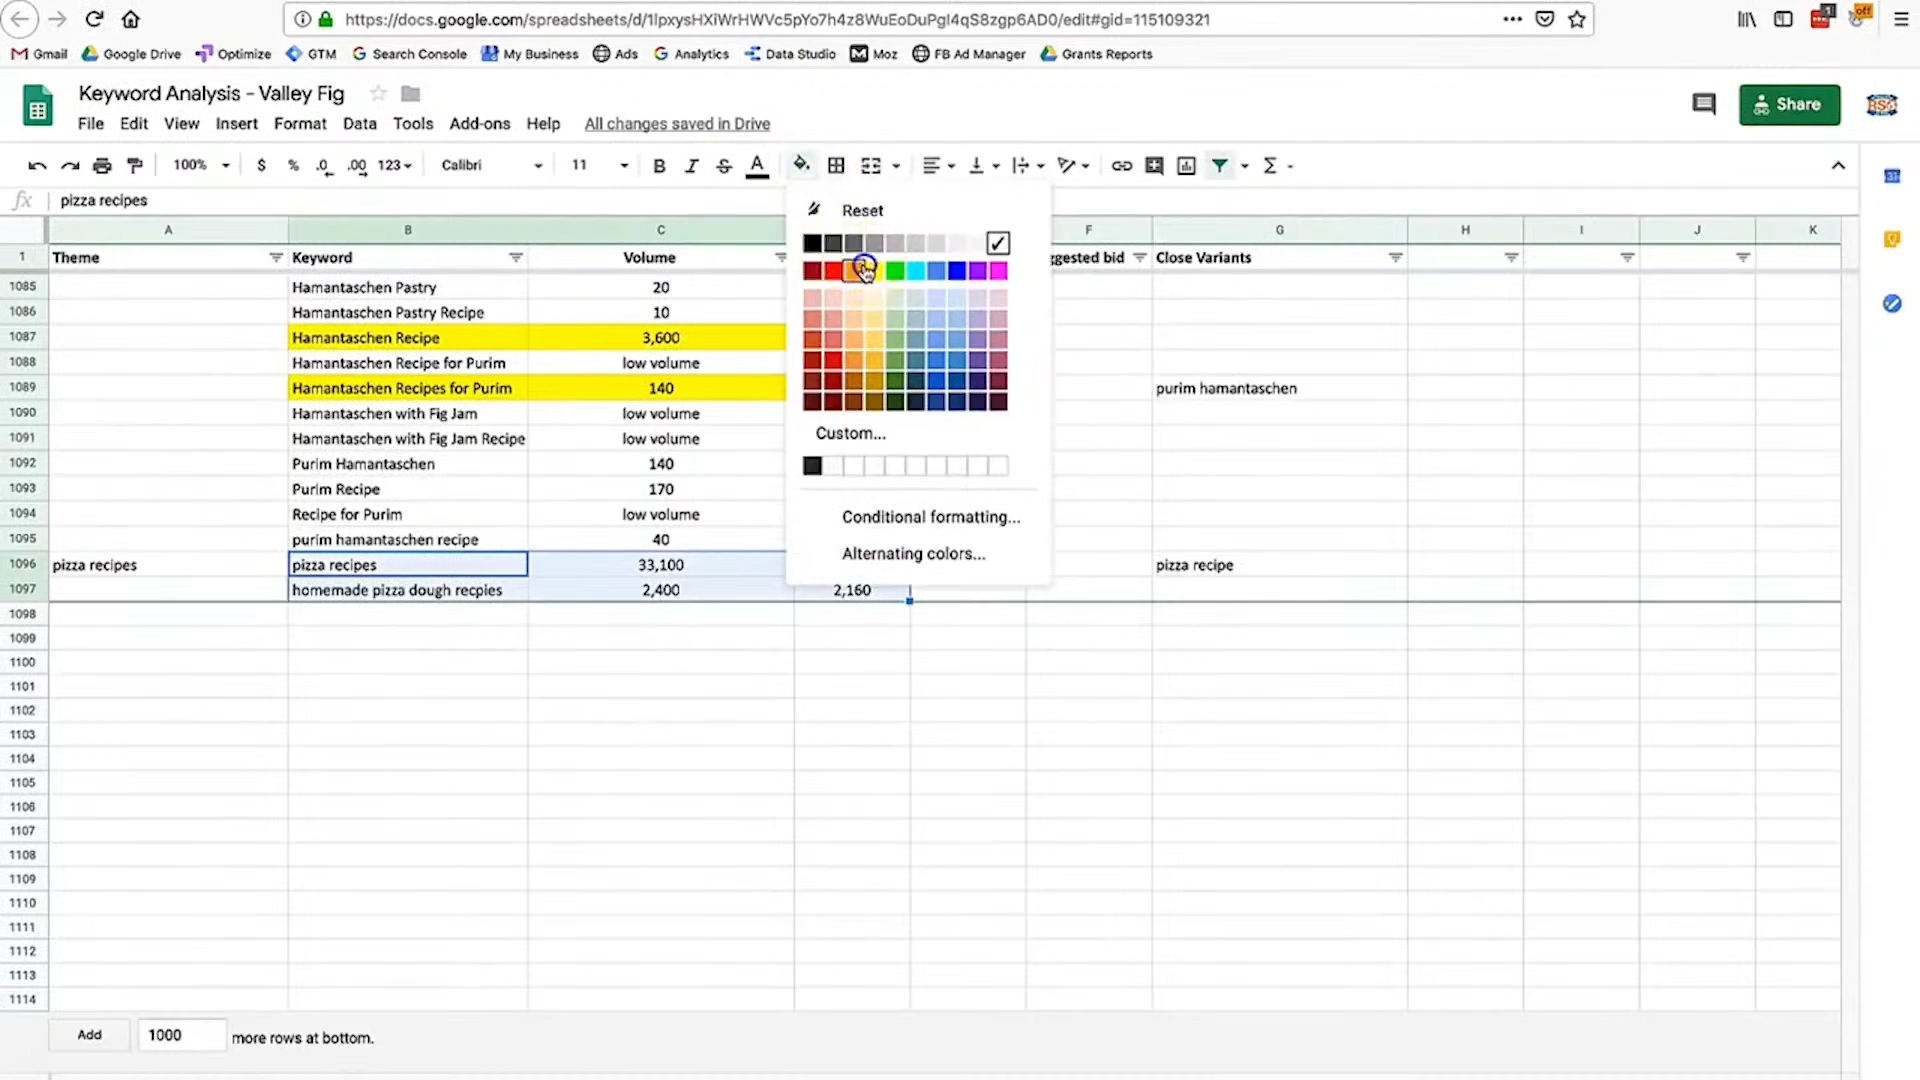 https://docs.google.com/spreadsheets/d/1lpxysHXiWrHWVc5pYo7h4z8WuEoDuPgI4qS8zgp6AD0/edit#gid=115109321
1
off
Gmail Google Drive Optimize GTM Search Console My Business Ads Analytics Data Studio Moz FB Ad Manager Grants Reports
Keyword Analysis - Valley Fig
Share
File Edit View Insert Format Data Tools Add-ons Help All changes saved in Drive
100% $ % .0 .00 123 Calibri 11 B I S A
fx pizza recipes
Reset
A B C F G H I J K
1 Theme Keyword Volume ggested bid Close Variants
1085 Hamantaschen Pastry 20
1086 Hamantaschen Pastry Recipe 10
1087 Hamantaschen Recipe 3,600
1088 Hamantaschen Recipe for Purim low volume
1089 Hamantaschen Recipes for Purim 140 purim hamantaschen
1090 Hamantaschen with Fig Jam low volume
Custom...
1091 Hamantaschen with Fig Jam Recipe low volume
1092 Purim Hamantaschen 140
1093 Purim Recipe 170
1094 Recipe for Purim low volume
Conditional formatting...
1095 purim hamantaschen recipe 40
Alternating colors...
1096 pizza recipes pizza recipes 33,100 pizza recipe
1097 homemade pizza dough recpies 2,400 2,160
1098
1099
1100
1101
1102
1103
1104
1105
1106
1107
1108
1109
1110
1111
1112
1113
1114
Add 1000 more rows at bottom.